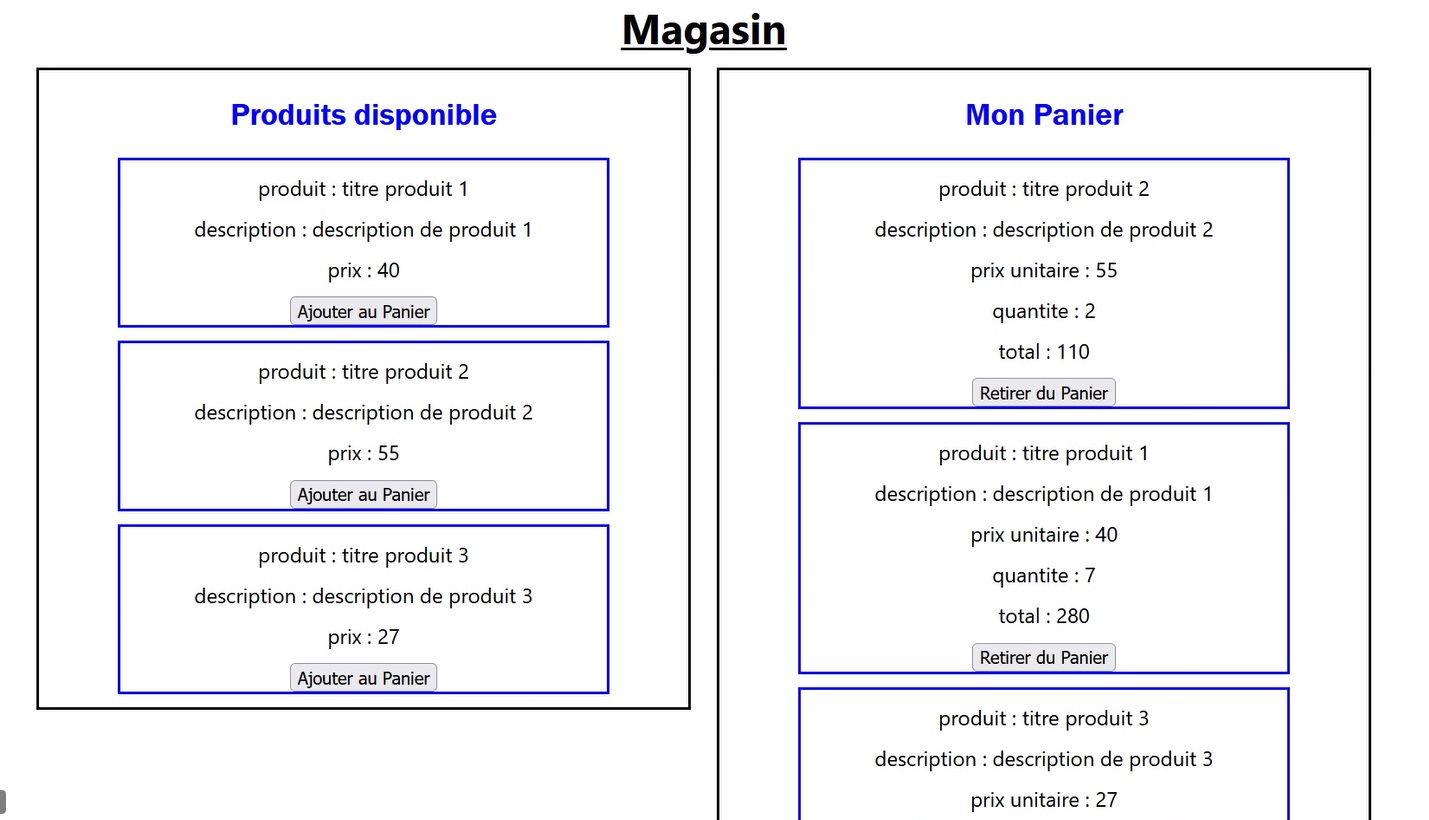 Magasin
Produits disponible
produit : titre produit 1
description : description de produit 1
prix : 40
Ajouter au Panier
produit : titre produit 2
description : description de produit 2
prix : 55
Ajouter au Panier
produit : titre produit 3
description : description de produit 3
prix : 27
Ajouter au Panier
Mon Panier
produit : titre produit 2
description : description de produit 2
prix unitaire : 55
quantite : 2
total : 110
Retirer du Panier
produit : titre produit 1
description : description de produit 1
prix unitaire : 40
quantite : 7
total : 280
Retirer du Panier
produit : titre produit 3
description : description de produit 3
prix unitaire : 27